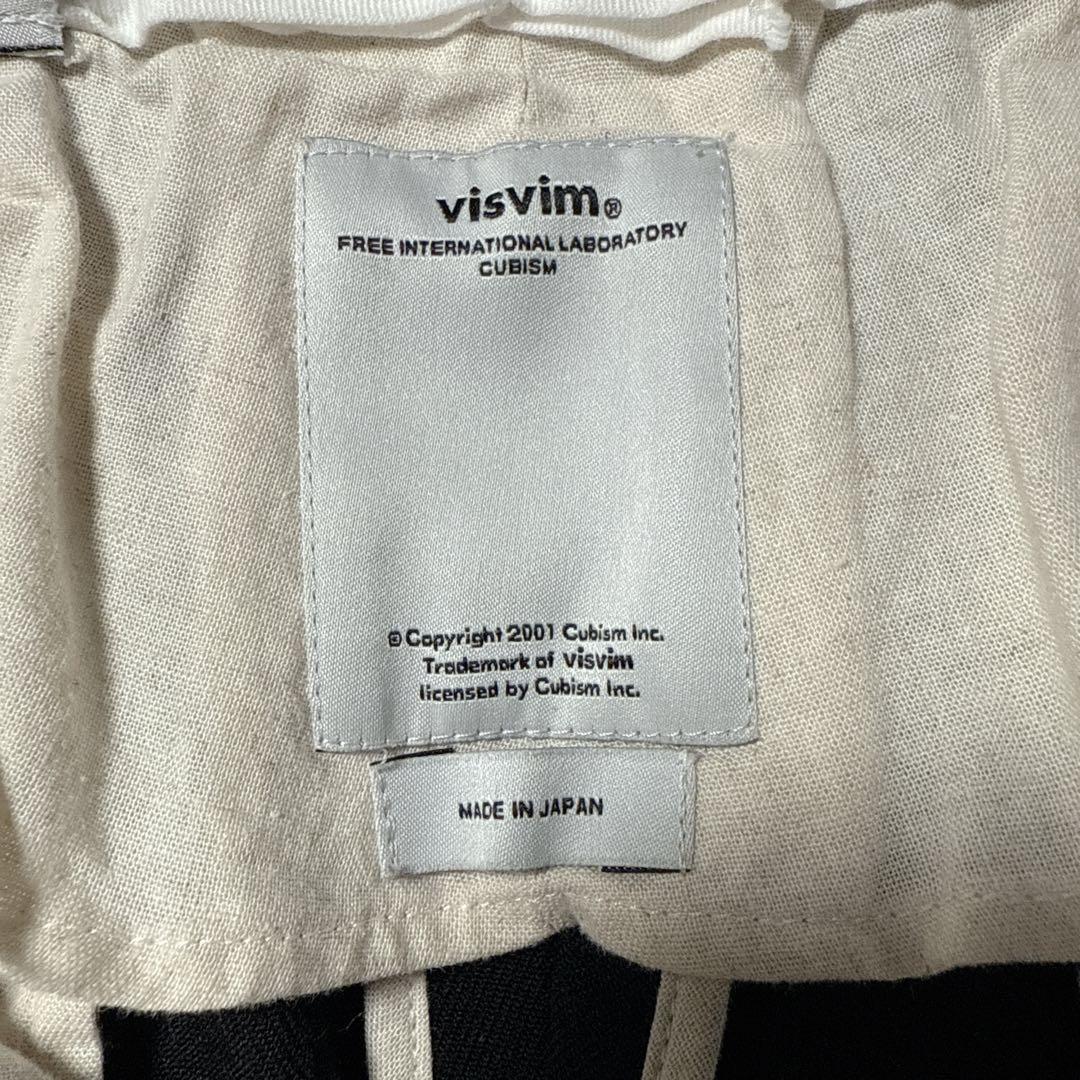 visvim®
FREE INTERNATIONAL LABORATORY
CUBISM
© Copyright 2001 Cubism Inc.
Trademark of visvim
licensed by Cubism Inc.
MADE IN JAPAN